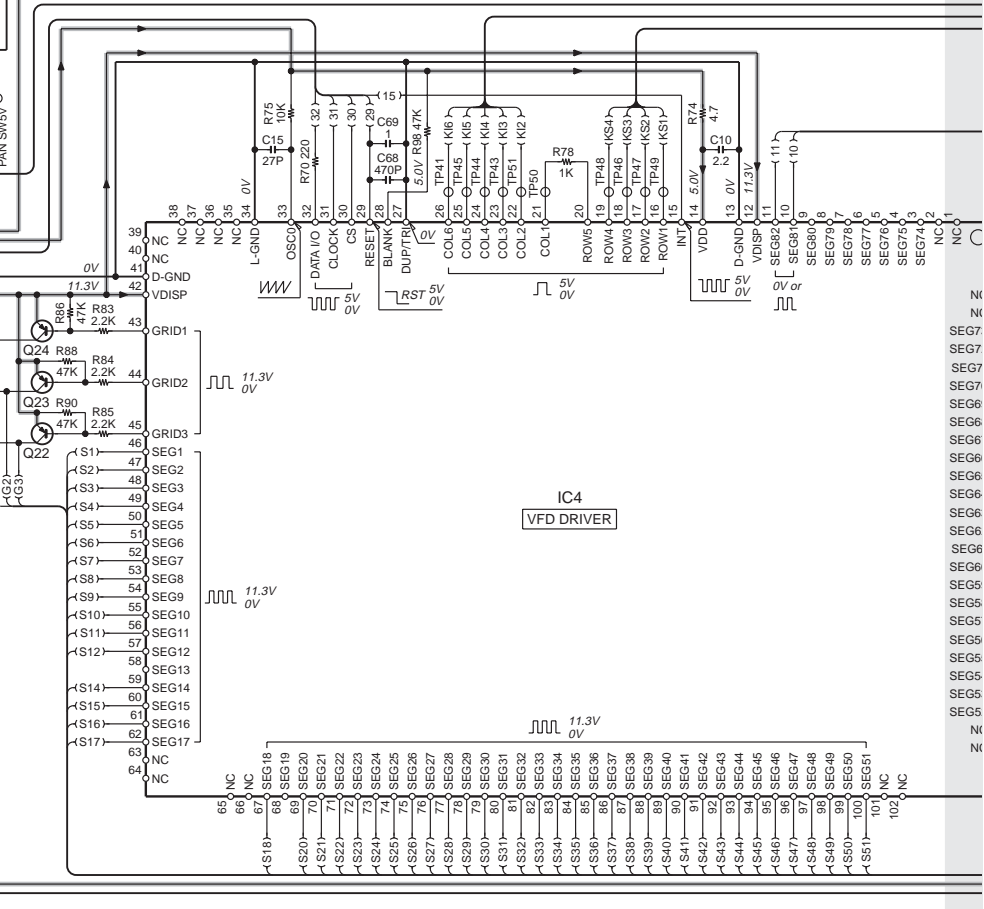 PAN SW5V
R75
10K
C15
27P
0V
R70 220
32
31
30
29
15
C69
1
C68
470P
R98 47K
5.0V
KI6
KI5
KI4
KI3
KI2
TP41
TP45
TP44
TP43
TP51
TP50
R78
1K
KS4
KS3
KS2
KS1
TP48
TP46
TP47
TP49
R74
4.7
C10
2.2
5.0V
0V
11.3V
11
10
38
37
36
35
34
33
32
31
30
29
28
27
26
25
24
23
22
21
20
19
18
17
16
15
14
13
12
11
10
9
8
7
6
5
4
3
2
1
NC
NC
NC
NC
L-GND
OSC0
DATA I/O
CLOCK
CS
RESET
BLANK
DUP/TRI
0V
COL6
COL5
COL4
COL3
COL2
COL1
ROW5
ROW4
ROW3
ROW2
ROW1
INT
VDD
D-GND
VDISP
SEG82
SEG81
SEG80
SEG79
SEG78
SEG77
SEG76
SEG75
SEG74
NC
NC
5V
0V
RST
5V
0V
5V
0V
5V
0V
0V or
39
NC
40
NC
0V
41
D-GND
11.3V
42
VDISP
R86
47K
R83
2.2K
43
GRID1
Q24
R88
47K
R84
2.2K
44
GRID2
11.3V
0V
Q23
R90
47K
R85
2.2K
45
GRID3
Q22
G2
G3
S1
46
SEG1
S2
47
SEG2
S3
48
SEG3
S4
49
SEG4
S5
50
SEG5
S6
51
SEG6
S7
52
SEG7
S8
53
SEG8
S9
54
SEG9
S10
55
SEG10
S11
56
SEG11
S12
57
SEG12
58
SEG13
S14
59
SEG14
S15
60
SEG15
S16
61
SEG16
S17
62
SEG17
63
NC
64
NC
11.3V
0V
IC4
VFD DRIVER
11.3V
0V
NC
NC
SEG18
SEG19
SEG20
SEG21
SEG22
SEG23
SEG24
SEG25
SEG26
SEG27
SEG28
SEG29
SEG30
SEG31
SEG32
SEG33
SEG34
SEG35
SEG36
SEG37
SEG38
SEG39
SEG40
SEG41
SEG42
SEG43
SEG44
SEG45
SEG46
SEG47
SEG48
SEG49
SEG50
SEG51
NC
NC
65
66
67
68
69
70
71
72
73
74
75
76
77
78
79
80
81
82
83
84
85
86
87
88
89
90
91
92
93
94
95
96
97
98
99
100
101
102
S18
S20
S21
S22
S23
S24
S25
S26
S27
S28
S29
S30
S31
S32
S33
S34
S35
S36
S37
S38
S39
S40
S41
S42
S43
S44
S45
S46
S47
S48
S49
S50
S51